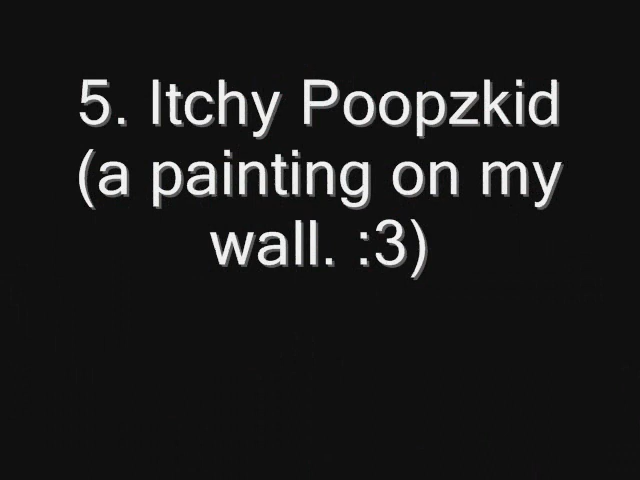 5. Itchy Poopzkid
(a painting on my
wall. :3)